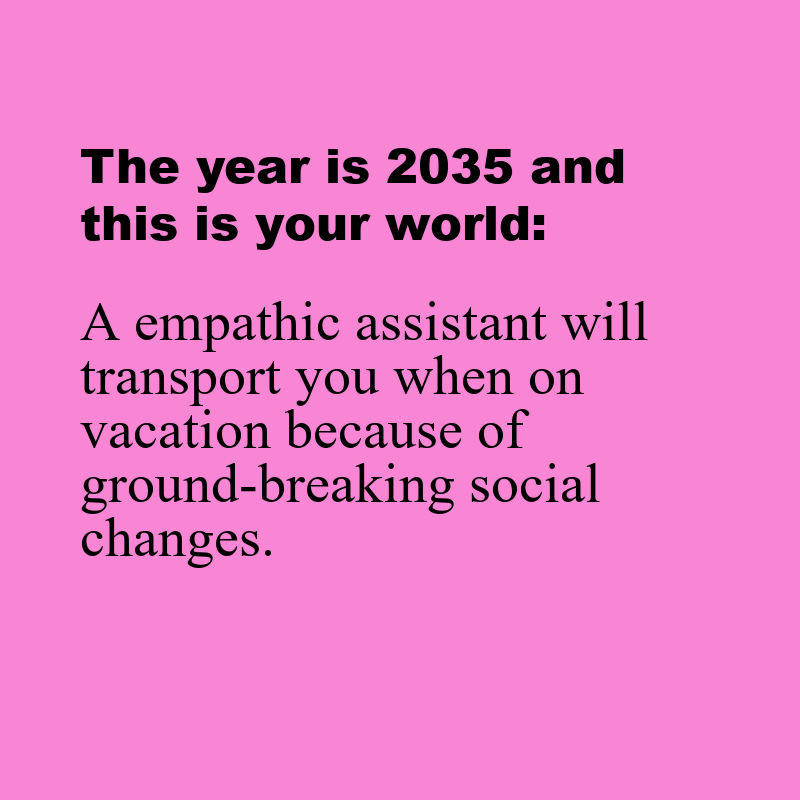 The year is 2035 and
this is your world:
A empathic assistant will
transport you when on
vacation because of
ground-breaking social
changes.